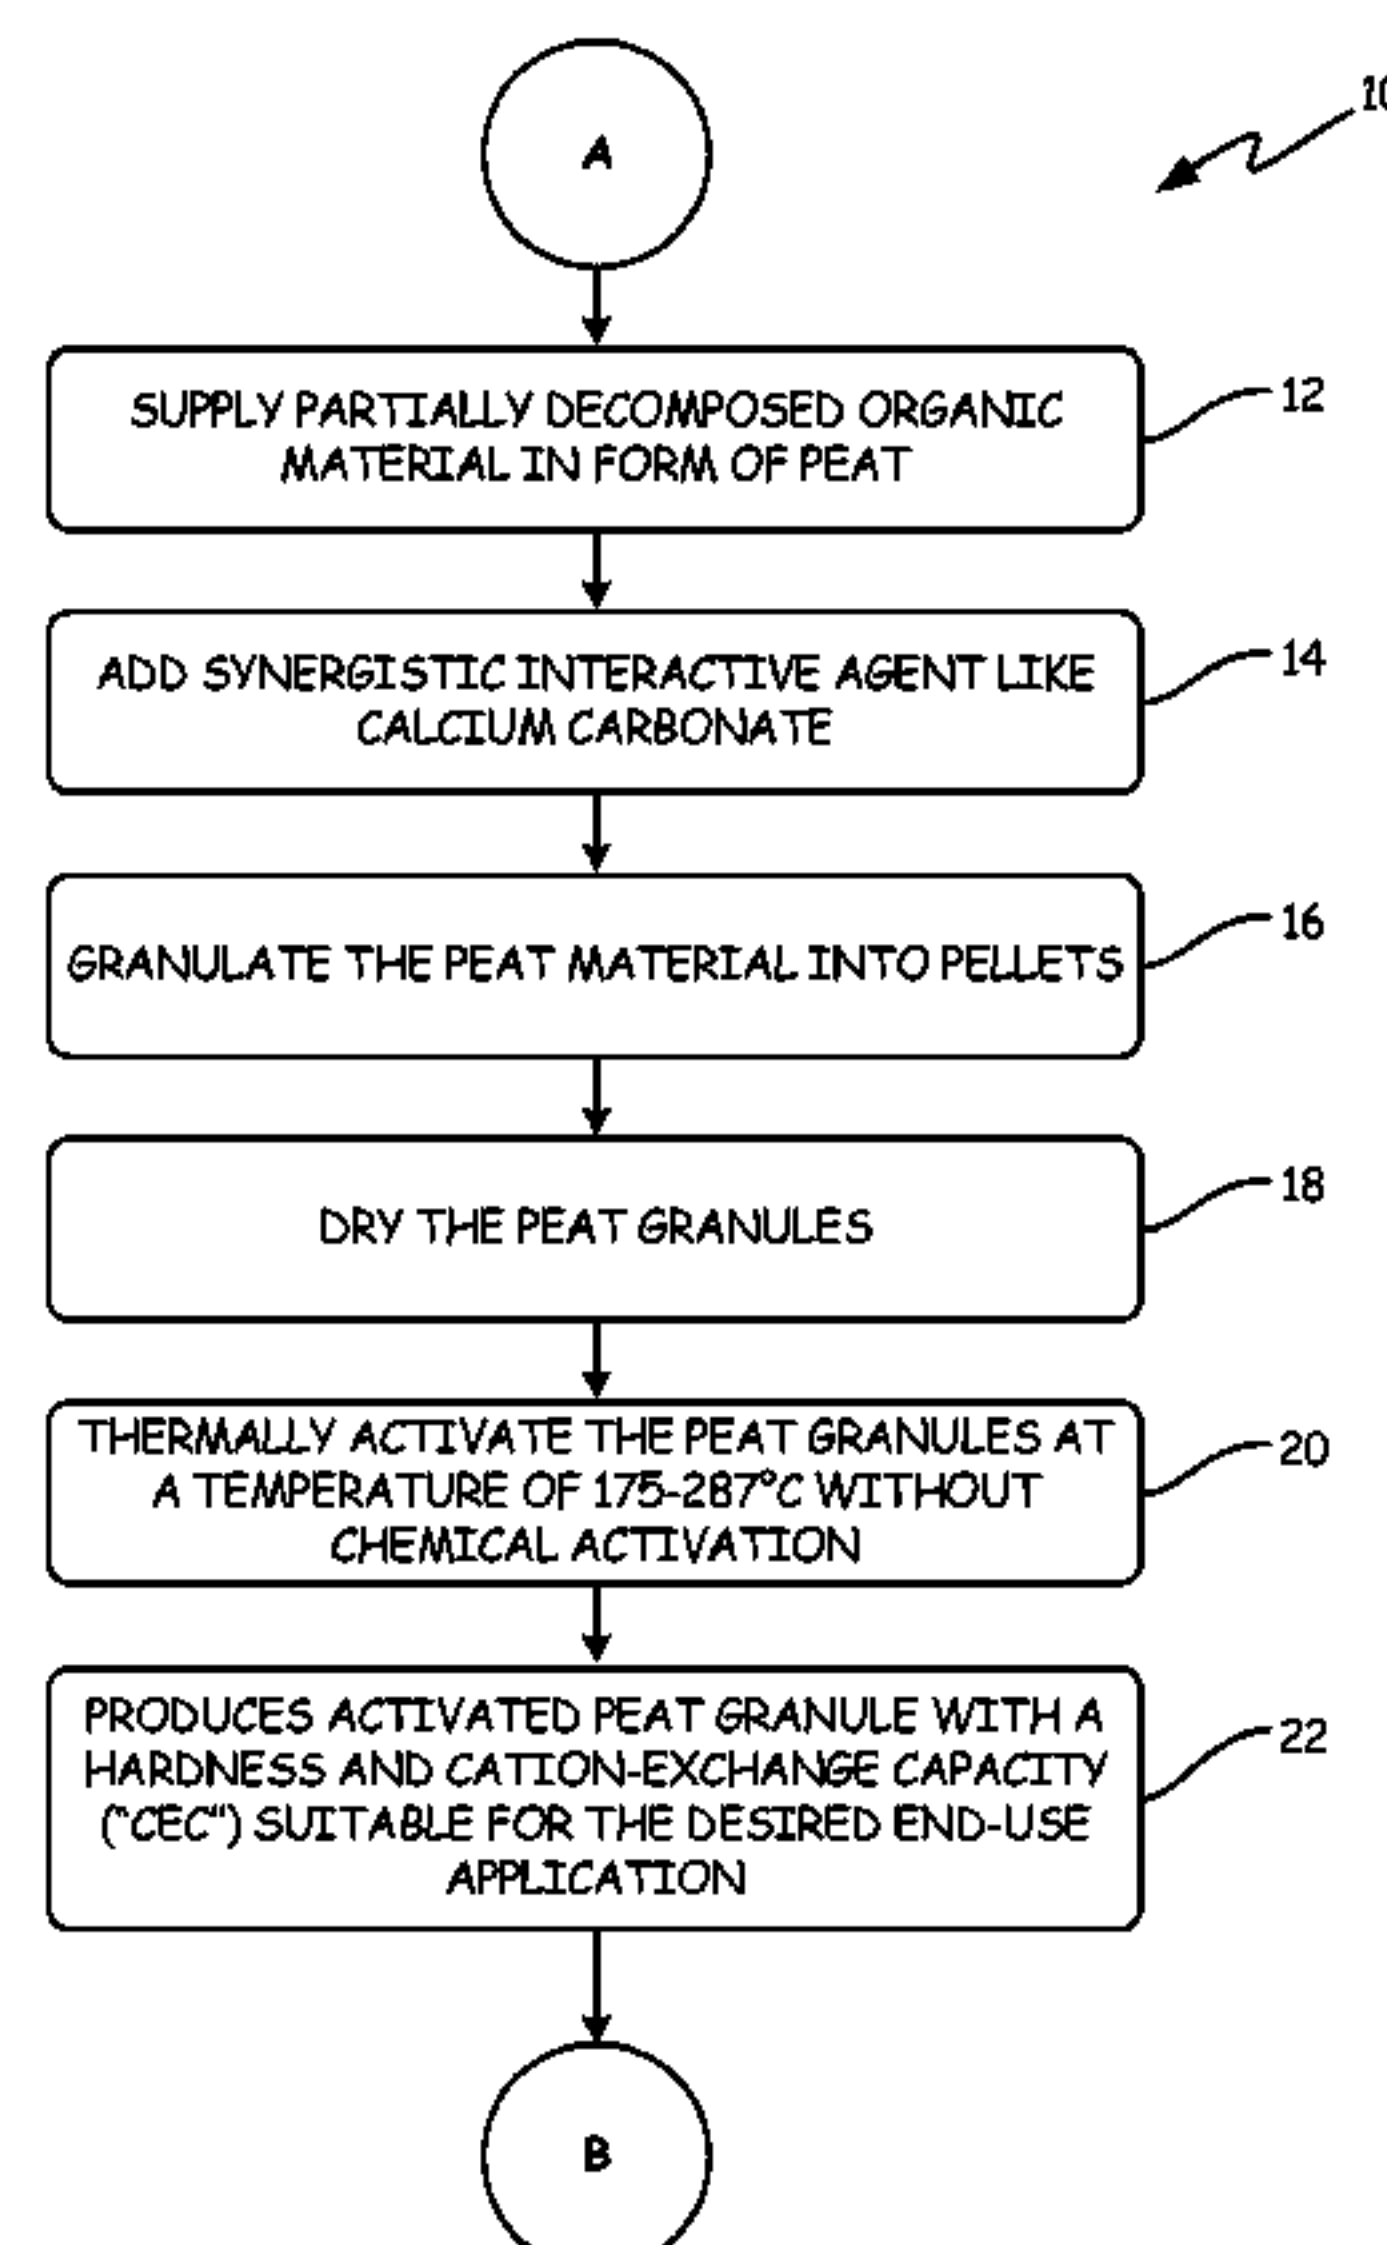 A
10
SUPPLY PARTIALLY DECOMPOSED ORGANIC
MATERIAL IN FORM OF PEAT
12
ADD SYNERGISTIC INTERACTIVE AGENT LIKE
CALCIUM CARBONATE
14
GRANULATE THE PEAT MATERIAL INTO PELLETS
16
DRY THE PEAT GRANULES
18
THERMALLY ACTIVATE THE PEAT GRANULES AT
A TEMPERATURE OF 175-287°C WITHOUT
CHEMICAL ACTIVATION
20
PRODUCES ACTIVATED PEAT GRANULE WITH A
HARDNESS AND CATION-EXCHANGE CAPACITY
("CEC") SUITABLE FOR THE DESIRED END-USE
APPLICATION
22
B